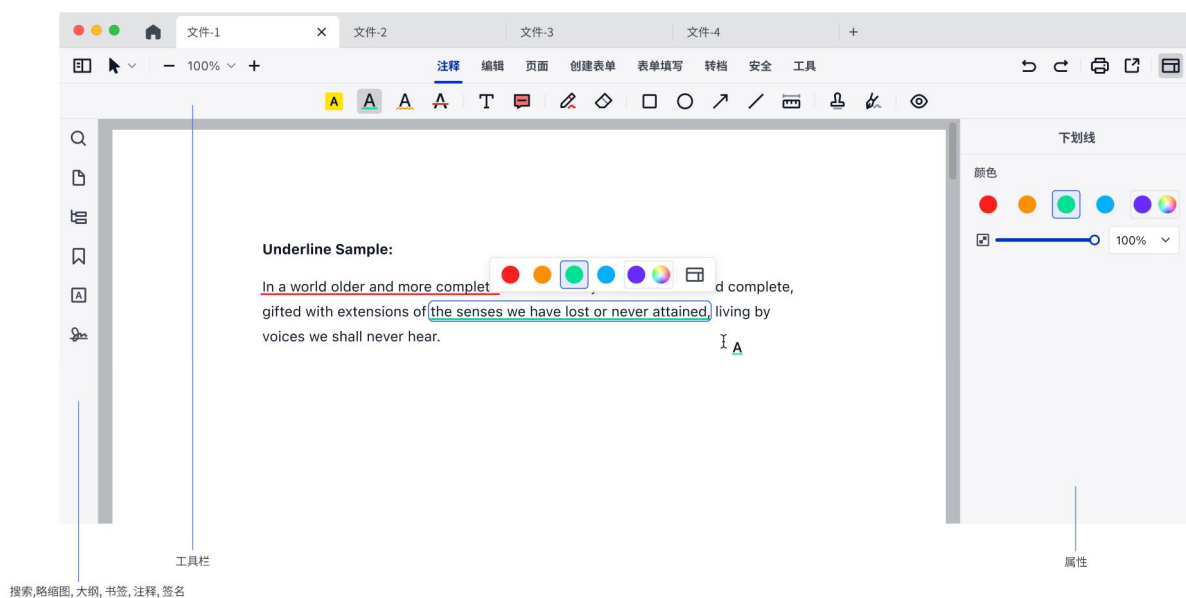 文件-1
文件-2
文件-3
文件-4
100%
注释 编辑 页面 创建表单 表单填写 转档 安全 工具
A A A A T
下划线
颜色
100%
Underline Sample:
In a world older and more complet d complete,
gifted with extensions of the senses we have lost or never attained, living by
voices we shall never hear.
A
A
工具栏
属性
搜索,略缩图, 大纲, 书签, 注释, 签名